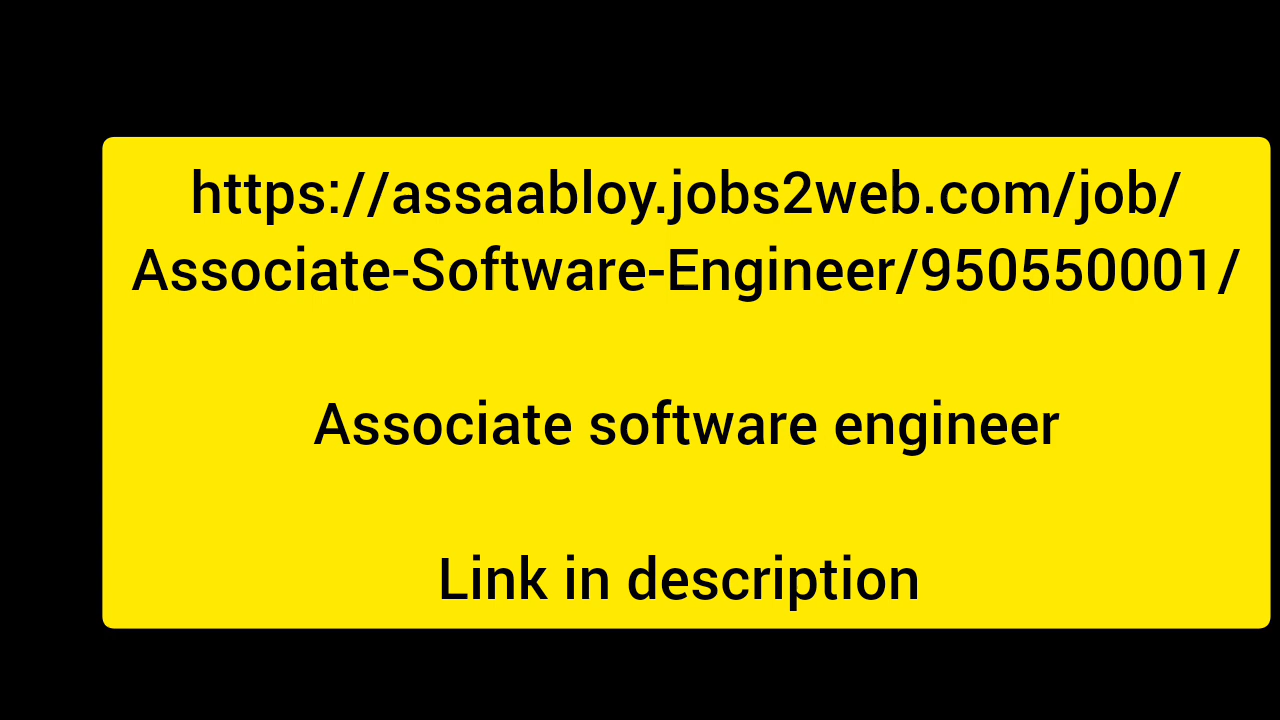 https://assaabloy.jobs2web.com/job/
Associate-Software-Engineer/950550001/
Associate software engineer
Link in description